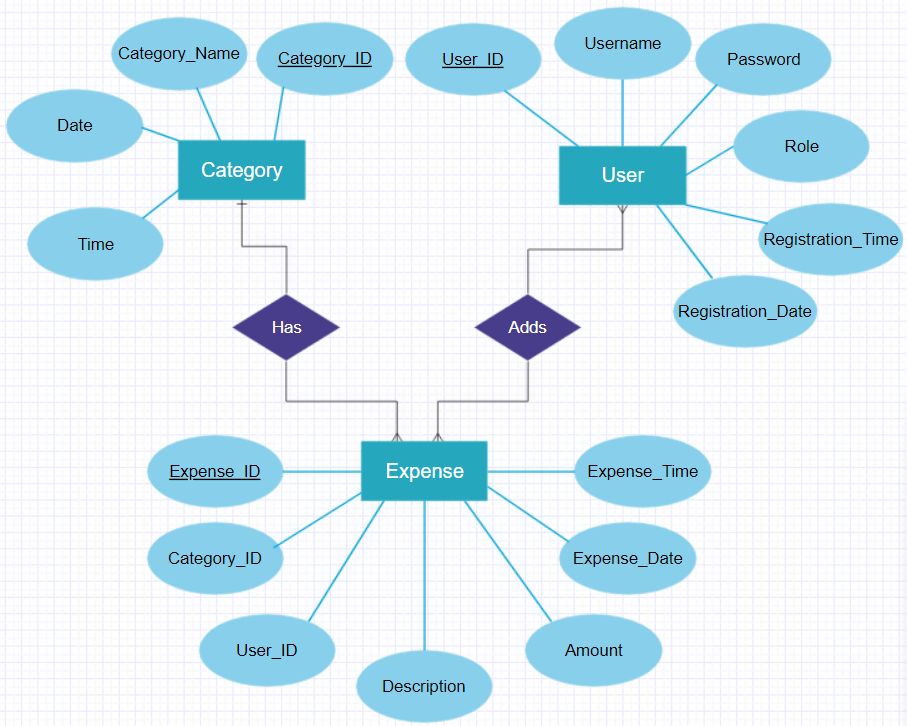 Category_Name
Category_ID
User_ID
Username
Password
Date
Category
User
Role
Time
Registration_Time
Registration_Date
Has
Adds
Expense_ID
Expense
Expense_Time
Category_ID
Expense_Date
User_ID
Description
Amount